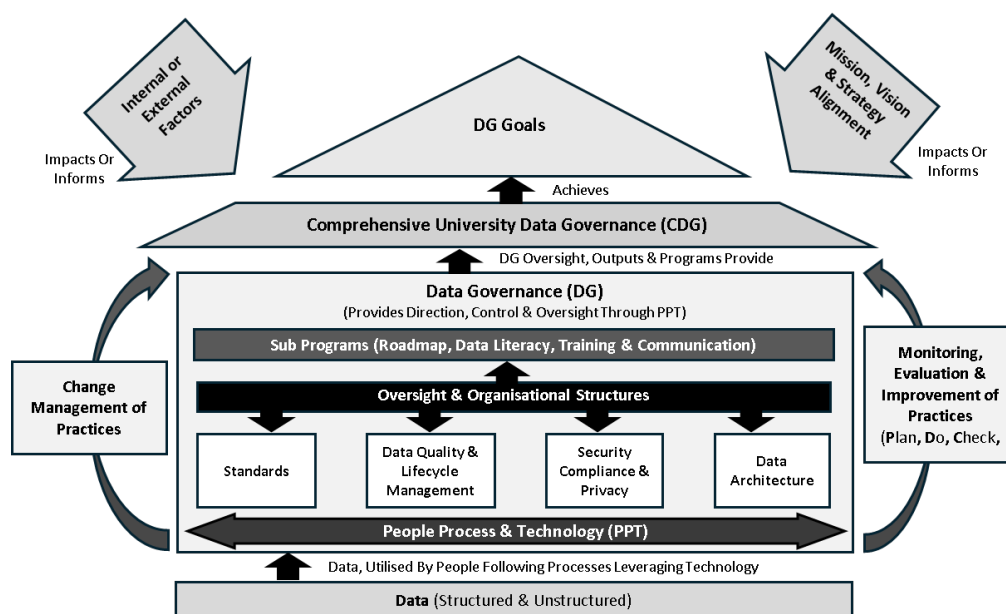 Internal or
External
Factors
Mission, Vision
& Strategy
Alignment
DG Goals
Impacts Or
Informs
Impacts Or
Informs
Achieves
Comprehensive University Data Governance (CDG)
DG Oversight, Outputs & Programs Provide
Data Governance (DG)
(Provides Direction, Control & Oversight Through PPT)
Sub Programs (Roadmap, Data Literacy, Training & Communication)
Oversight & Organisational Structures
Change
Management of
Practices
Monitoring,
Evaluation &
Improvement of
Practices
(Plan, Do, Check,
Standards
Data Quality &
Lifecycle
Management
Security
Compliance &
Privacy
Data
Architecture
People Process & Technology (PPT)
Data, Utilised By People Following Processes Leveraging Technology
Data (Structured & Unstructured)